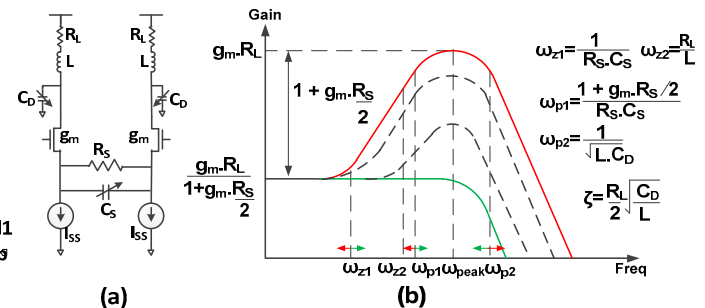 R_L
R_L
L
L
C_D
C_D
g_m
g_m
R_S
C_S
I_SS
I_SS
(a)
Gain
g_m.R_L
1 + g_m.R_S/2
g_m.R_L/1+g_m.R_S/2
ω_z1
ω_z2
ω_p1
ω_peak
ω_p2
Freq
(b)
ω_z1=1/R_S.C_S
ω_z2=R_L/L
ω_p1=1 + g_m.R_S/2/R_S.C_S
ω_p2=1/√L.C_D
ζ=R_L/2√C_D/L